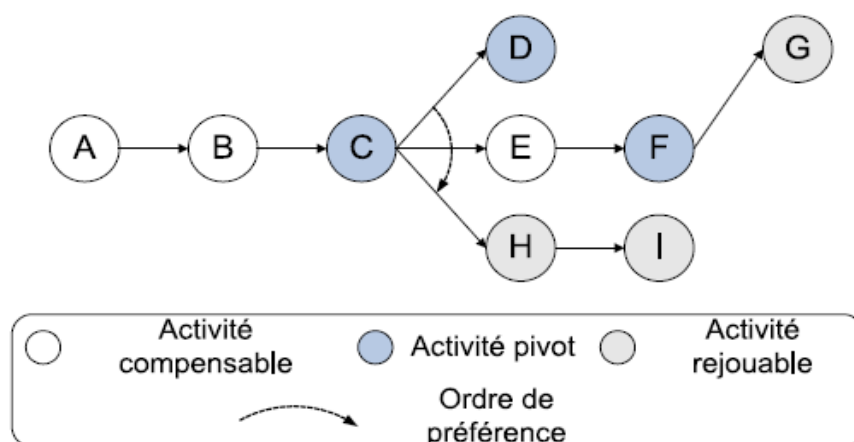 D
G
A
B
C
E
F
H
I
Activité
compensable
Activité pivot
Activité
rejouable
Ordre de
préférence